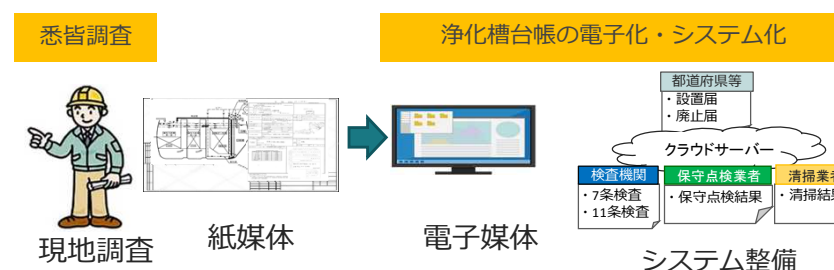 悉皆調査
浄化槽台帳の電子化・システム化
現地調査
紙媒体
電子媒体
都道府県等
・設置届
・廃止届
クラウドサーバー
検査機関
・7条検査
・11条検査
保守点検業者
・保守点検結果
清掃業者
・清掃結果
システム整備